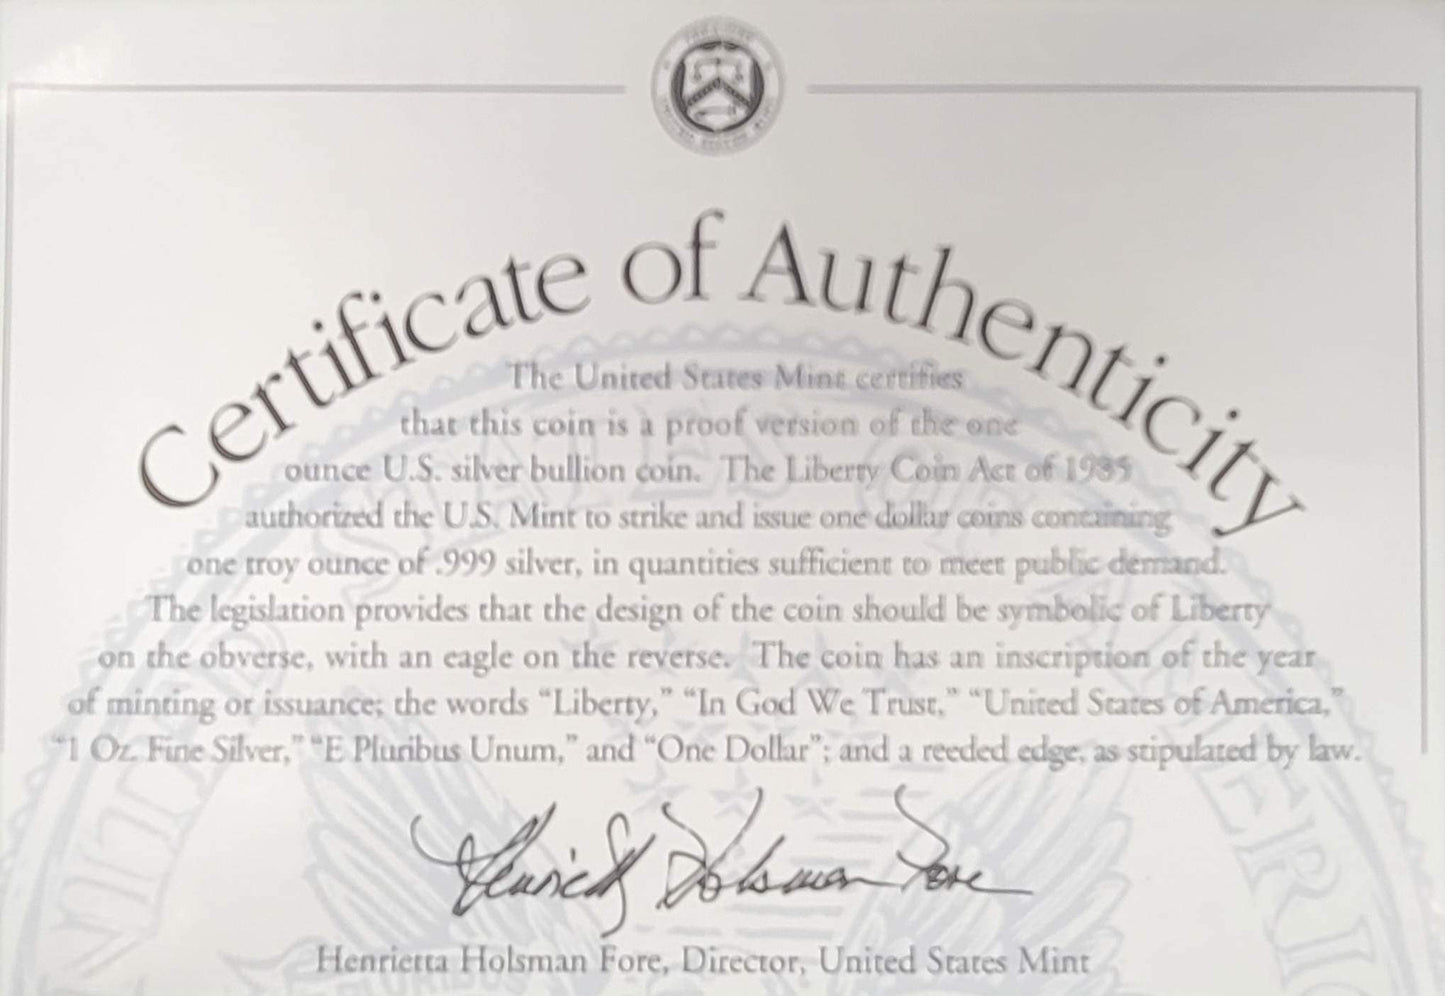 Certificate of Authenticity
The United States Mint certifies
that this coin is a proof version of the one
ounce U.S. silver bullion coin. The Liberty Coin Act of 1985
authorized the U.S. Mint to strike and issue one dollar coins containing
one troy ounce of .999 silver, in quantities sufficient to meet public demand.
The legislation provides that the design of the coin should be symbolic of Liberty
on the obverse, with an eagle on the reverse. The coin has an inscription of the year
of minting or issuance; the words “Liberty,” “In God We Trust,” “United States of America,”
“1 Oz. Fine Silver,” “E Pluribus Unum,” and “One Dollar”; and a reeded edge, as stipulated by law.
Henrietta Holsman Fore
Henrietta Holsman Fore, Director, United States Mint
UNITED STATES OF AMERIC
PLURIBUS